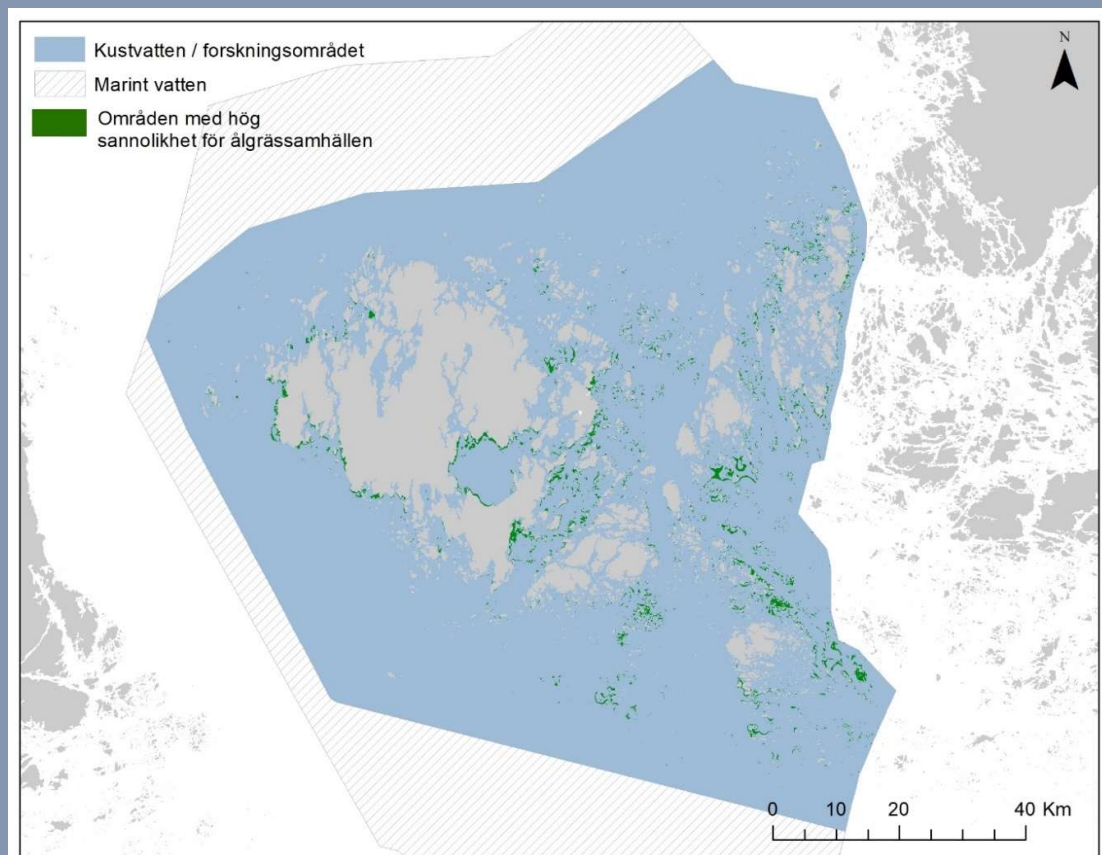 Kustvatten / forskningsområdet
Marint vatten
Områden med hög
sannolikhet för ålgrässamhällen
N
0 10 20 40 Km